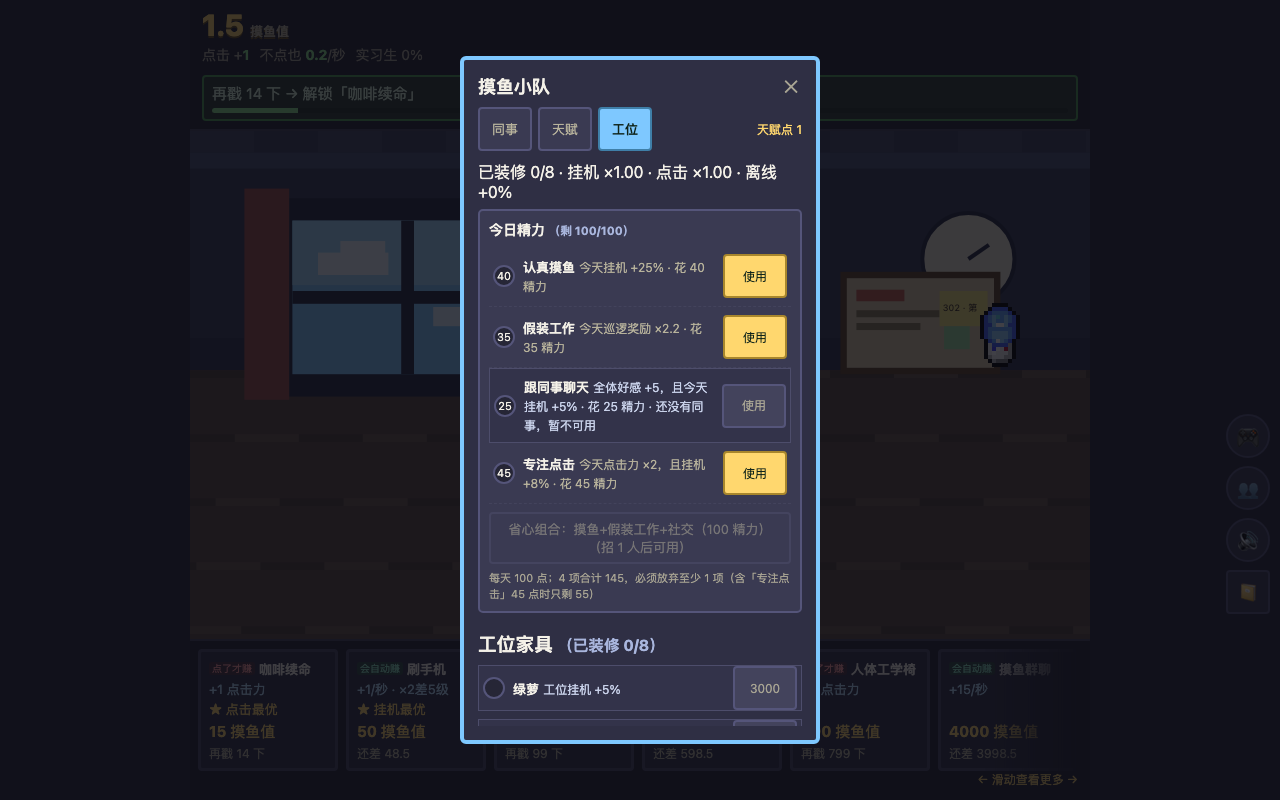 1.5 摸鱼值
点击 +1 不点也 0.2/秒 实习生 0%
再戳 14 下 → 解锁「咖啡续命」
摸鱼小队
同事
天赋
工位
天赋点 1
已装修 0/8 · 挂机 ×1.00 · 点击 ×1.00 · 离线
+0%
今日精力 (剩 100/100)
40
认真摸鱼 今天挂机 +25% · 花 40
精力
使用
35
假装工作 今天巡逻奖励 ×2.2 · 花
35 精力
使用
25
跟同事聊天 全体好感 +5，且今天
挂机 +5% · 花 25 精力 · 还没有同
事，暂不可用
使用
45
专注点击 今天点击力 ×2，且挂机
+8% · 花 45 精力
使用
省心组合：摸鱼+假装工作+社交（100 精力）
（招 1 人后可用）
每天 100 点；4 项合计 145，必须放弃至少 1 项（含「专注点
击」45 点时只剩 55）
工位家具 （已装修 0/8）
绿萝 工位挂机 +5%
3000
点了才赚 咖啡续命
+1 点击力
★ 点击最优
15 摸鱼值
再戳 14 下
会自动赚 刷手机
+1/秒 · ×2差5级
★ 挂机最优
50 摸鱼值
还差 48.5
再戳 99 下
还差 598.5
才赚 人体工学椅
点击力
0 摸鱼值
再戳 799 下
会自动赚 摸鱼群聊
+15/秒
4000 摸鱼值
还差 3998.5
← 滑动查看更多 →